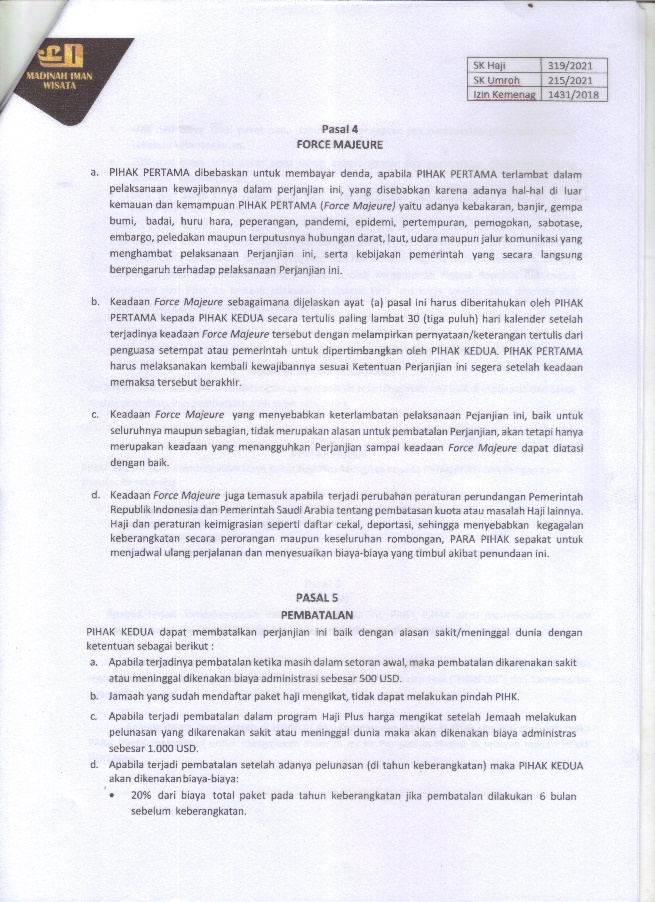 MADINAH IMAN
WISATA
SK Haji 319/2021
SK Umroh 215/2021
Izin Kemenag 1431/2018
Pasal 4
FORCE MAJEURE
a. PIHAK PERTAMA dibebaskan untuk membayar denda, apabila PIHAK PERTAMA terlambat dalam
pelaksanaan kewajibannya dalam perjanjian ini, yang disebabkan karena adanya hal-hal di luar
kemauan dan kemampuan PIHAK PERTAMA (Force Majeure) yaitu adanya kebakaran, banjir, gempa
bumi, badai, huru hara, peperangan, pandemi, epidemi, pertempuran, pemogokan, sabotase,
embargo, peledakan maupun terputusnya hubungan darat, laut, udara maupun jalur komunikasi yang
menghambat pelaksanaan Perjanjian ini, serta kebijakan pemerintah yang secara langsung
berpengaruh terhadap pelaksanaan Perjanjian ini.
b. Keadaan Force Majeure sebagaimana dijelaskan ayat (a) pasal ini harus diberitahukan oleh PIHAK
PERTAMA kepada PIHAK KEDUA secara tertulis paling lambat 30 (tiga puluh) hari kalender setelah
terjadinya keadaan Force Majeure tersebut dengan melampirkan pernyataan/keterangan tertulis dari
penguasa setempat atau pemerintah untuk dipertimbangkan oleh PIHAK KEDUA. PIHAK PERTAMA
harus melaksanakan kembali kewajibannya sesuai Ketentuan Perjanjian ini segera setelah keadaan
memaksa tersebut berakhir.
c. Keadaan Force Majeure yang menyebabkan keterlambatan pelaksanaan Pejanjian ini, baik untuk
seluruhnya maupun sebagian, tidak merupakan alasan untuk pembatalan Perjanjian, akan tetapi hanya
merupakan keadaan yang menangguhkan Perjanjian sampai keadaan Force Majeure dapat diatasi
dengan baik.
d. Keadaan Force Majeure juga temasuk apabila terjadi perubahan peraturan perundangan Pemerintah
Republik Indonesia dan Pemerintah Saudi Arabia tentang pembatasan kuota atau masalah Haji lainnya.
Haji dan peraturan keimigrasian seperti daftar cekal, deportasi, sehingga menyebabkan kegagalan
keberangkatan secara perorangan maupun keseluruhan rombongan, PARA PIHAK sepakat untuk
menjadwal ulang perjalanan dan menyesuaikan biaya-biaya yang timbul akibat penundaan ini.
PASAL 5
PEMBATALAN
PIHAK KEDUA dapat membatalkan perjanjian ini baik dengan alasan sakit/meninggal dunia dengan
ketentuan sebagai berikut :
a. Apabila terjadinya pembatalan ketika masih dalam setoran awal, maka pembatalan dikarenakan sakit
atau meninggal dikenakan biaya administrasi sebesar 500 USD.
b. Jamaah yang sudah mendaftar paket haji mengikat, tidak dapat melakukan pindah PIHK.
c. Apabila terjadi pembatalan dalam program Haji Plus harga mengikat setelah Jemaah melakukan
pelunasan yang dikarenakan sakit atau meninggal dunia maka akan dikenakan biaya administras
sebesar 1.000 USD.
d. Apabila terjadi pembatalan setelah adanya pelunasan (di tahun keberangkatan) maka PIHAK KEDUA
akan dikenakan biaya-biaya:
• 20% dari biaya total paket pada tahun keberangkatan jika pembatalan dilakukan 6 bulan
sebelum keberangkatan.